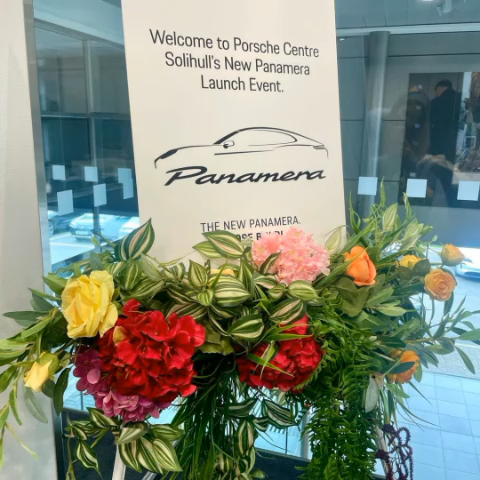 Welcome to Porsche Centre
Solihull's New Panamera
Launch Event.
Panamera
THE NEW PANAMERA.